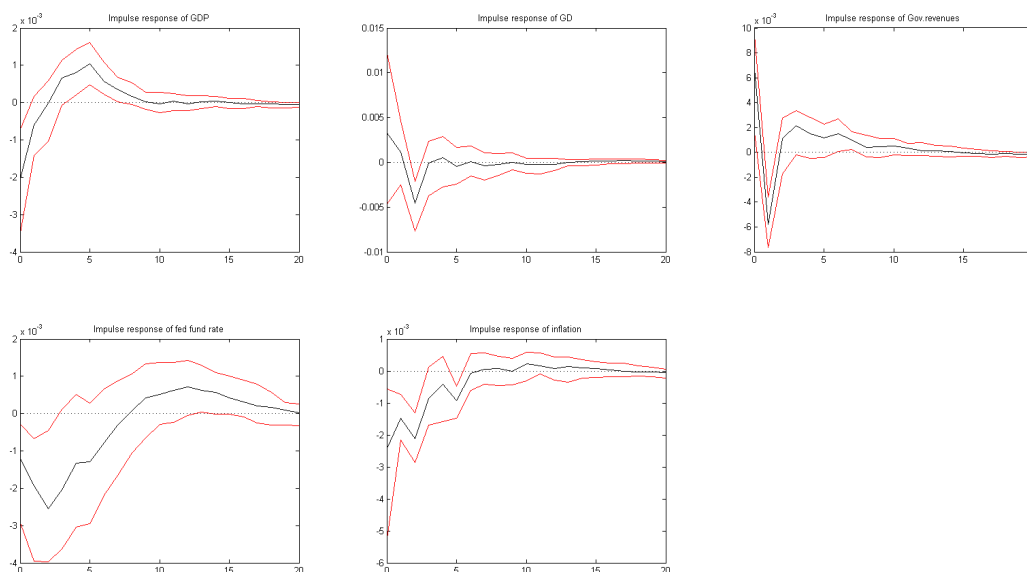 x 10^-3
Impulse response of GDP
2
1
0
-1
-2
-3
-4
0 5 10 15 20
Impulse response of GD
0.015
0.01
0.005
0
-0.005
-0.01
0 5 10 15 20
x 10^-3
Impulse response of Gov.revenues
10
8
6
4
2
0
-2
-4
-6
-8
0 5 10 15
x 10^-3
Impulse response of fed fund rate
2
1
0
-1
-2
-3
-4
0 5 10 15 20
x 10^-3
Impulse response of inflation
1
0
-1
-2
-3
-4
-5
-6
0 5 10 15 20